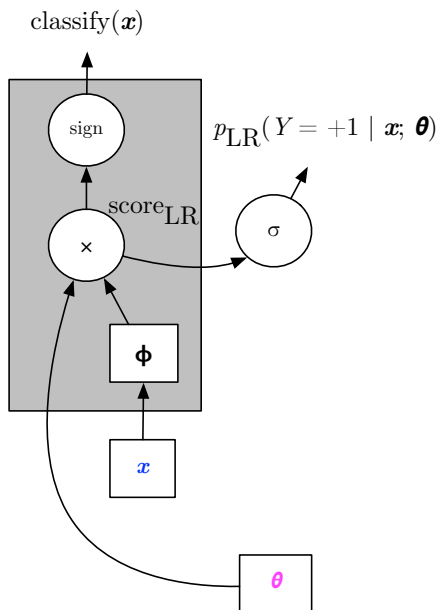 classify(𝒙)
sign
p_LR(Y = +1 | 𝒙; 𝜽)
score_LR
×
σ
ϕ
𝒙
𝜽